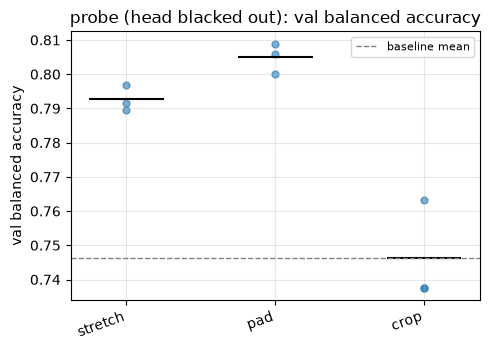 probe (head blacked out): val balanced accuracy
baseline mean
val balanced accuracy
0.81
0.80
0.79
0.78
0.77
0.76
0.75
0.74
stretch
pad
crop